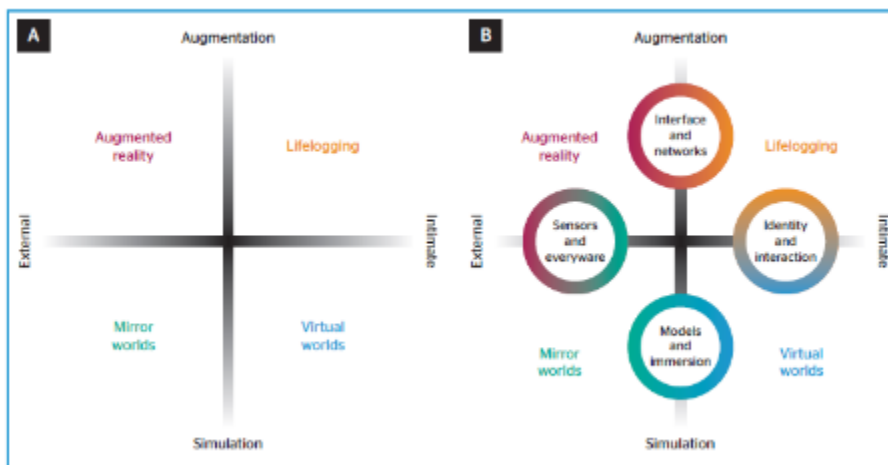 A
Augmentation
Augmented
reality
Lifelogging
External
Intimate
Mirror
worlds
Virtual
worlds
Simulation
B
Augmentation
Interface
and
networks
Augmented
reality
Lifelogging
External
Sensors
and
everyware
Identity and
interaction
Intimate
Models
and
immersion
Mirror
worlds
Virtual
worlds
Simulation